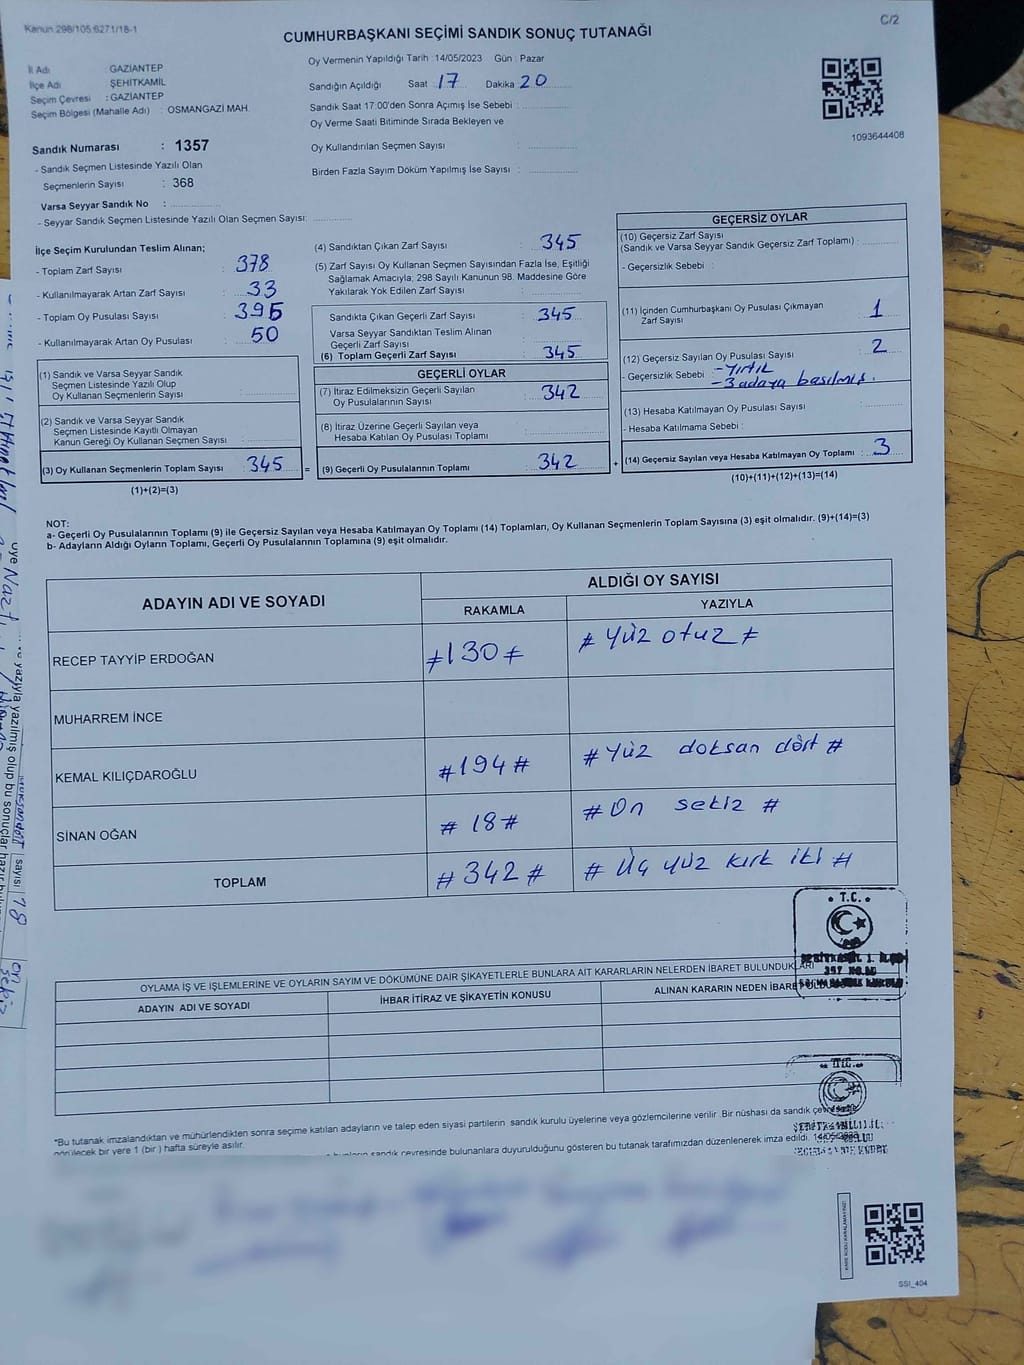 Kanun 298/105;6271/18-1
C/2
CUMHURBAŞKANI SEÇİMİ SANDIK SONUÇ TUTANAĞI
İl Adı : GAZİANTEP
İlçe Adı ŞEHİTKAMİL
Seçim Çevresi : GAZİANTEP
Seçim Bölgesi (Mahalle Adı) : OSMANGAZİ MAH.
Oy Vermenin Yapıldığı Tarih :14/05/2023 Gün : Pazar
Sandığın Açıldığı Saat 17 Dakika 20
Sandık Saat 17:00'den Sonra Açımış İse Sebebi :
Oy Verme Saati Bitiminde Sırada Bekleyen ve
Oy Kullandırılan Seçmen Sayısı :
Birden Fazla Sayım Döküm Yapılmış İse Sayısı :
1093644408
Sandık Numarası : 1357
- Sandık Seçmen Listesinde Yazılı Olan
Seçmenlerin Sayısı : 368
Varsa Seyyar Sandık No :
- Seyyar Sandık Seçmen Listesinde Yazılı Olan Seçmen Sayısı:
İlçe Seçim Kurulundan Teslim Alınan;
- Toplam Zarf Sayısı : 378
- Kullanılmayarak Artan Zarf Sayısı : 33
- Toplam Oy Pusulası Sayısı : 395
- Kullanılmayarak Artan Oy Pusulası : 50
(1) Sandık ve Varsa Seyyar Sandık
Seçmen Listesinde Yazılı Olup
Oy Kullanan Seçmenlerin Sayısı :
(2) Sandık ve Varsa Seyyar Sandık
Seçmen Listesinde Kayıtlı Olmayan
Kanun Gereği Oy Kullanan Seçmen Sayısı :
(3) Oy Kullanan Seçmenlerin Toplam Sayısı : 345 =
(1)+(2)=(3)
(4) Sandıktan Çıkan Zarf Sayısı : 345
(5) Zarf Sayısı Oy Kullanan Seçmen Sayısından Fazla İse, Eşitliği
Sağlamak Amacıyla; 298 Sayılı Kanunun 98. Maddesine Göre
Yakılarak Yok Edilen Zarf Sayısı :
Sandıkta Çıkan Geçerli Zarf Sayısı : 345
Varsa Seyyar Sandıktan Teslim Alınan
Geçerli Zarf Sayısı :
(6) Toplam Geçerli Zarf Sayısı : 345
GEÇERLİ OYLAR
(7) İtiraz Edilmeksizin Geçerli Sayılan
Oy Pusulalarının Sayısı : 342
(8) İtiraz Üzerine Geçerli Sayılan veya
Hesaba Katılan Oy Pusulası Toplamı :
(9) Geçerli Oy Pusulalarının Toplamı : 342 +
GEÇERSİZ OYLAR
(10) Geçersiz Zarf Sayısı
(Sandık ve Varsa Seyyar Sandık Geçersiz Zarf Toplamı) :
- Geçersizlik Sebebi :
(11) İçinden Cumhurbaşkanı Oy Pusulası Çıkmayan
Zarf Sayısı : 1
(12) Geçersiz Sayılan Oy Pusulası Sayısı : 2
- Geçersizlik Sebebi : - Yırtık
- 3 adaya basılmış.
(13) Hesaba Katılmayan Oy Pusulası Sayısı :
- Hesaba Katılmama Sebebi :
(14) Geçersiz Sayılan veya Hesaba Katılmayan Oy Toplamı : 3
(10)+(11)+(12)+(13)=(14)
NOT:
a- Geçerli Oy Pusulalarının Toplamı (9) ile Geçersiz Sayılan veya Hesaba Katılmayan Oy Toplamı (14) Toplamları, Oy Kullanan Seçmenlerin Toplam Sayısına (3) eşit olmalıdır. (9)+(14)=(3)
b- Adayların Aldığı Oyların Toplamı, Geçerli Oy Pusulalarının Toplamına (9) eşit olmalıdır.
ADAYIN ADI VE SOYADI
ALDIĞI OY SAYISI
RAKAMLA YAZIYLA
RECEP TAYYİP ERDOĞAN #130# # Yüz otuz #
MUHARREM İNCE
KEMAL KILIÇDAROĞLU #194# # Yüz doksan dört #
SİNAN OĞAN # 18# # On sekiz #
TOPLAM # 342 # # Üç yüz kırk iki #
T.C.
OYLAMA İŞ VE İŞLEMLERİNE VE OYLARIN SAYIM VE DÖKÜMÜNE DAİR ŞİKAYETLERLE BUNLARA AİT KARARLARIN NELERDEN İBARET BULUNDUKLARI
ADAYIN ADI VE SOYADI İHBAR İTİRAZ VE ŞİKAYETİN KONUSU ALINAN KARARIN NEDEN İBARET OLDUĞU
T.C.
*Bu tutanak imzalandıktan ve mühürlendikten sonra seçime katılan adayların ve talep eden siyasi partilerin sandık kurulu üyelerine veya gözlemcilerine verilir. Bir nüshası da sandık çevresinde
görülecek bir yere 1 (bir ) hafta süreyle asılır.
sandık çevresinde bulunanlara duyurulduğunu gösteren bu tutanak tarafımızdan düzenlenerek imza edildi. 14/05/2023
SSI_404